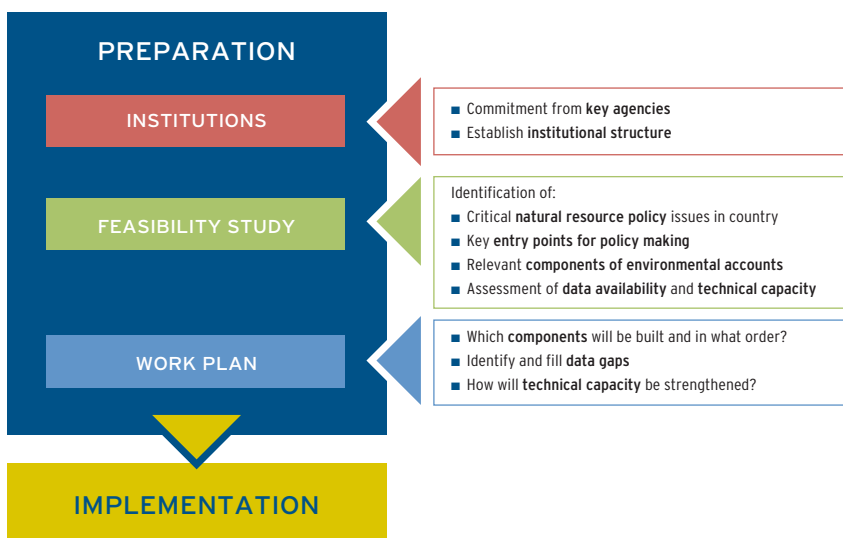 PREPARATION
INSTITUTIONS
■ Commitment from key agencies
■ Establish institutional structure
FEASIBILITY STUDY
Identification of:
■ Critical natural resource policy issues in country
■ Key entry points for policy making
■ Relevant components of environmental accounts
■ Assessment of data availability and technical capacity
WORK PLAN
■ Which components will be built and in what order?
■ Identify and fill data gaps
■ How will technical capacity be strengthened?
IMPLEMENTATION